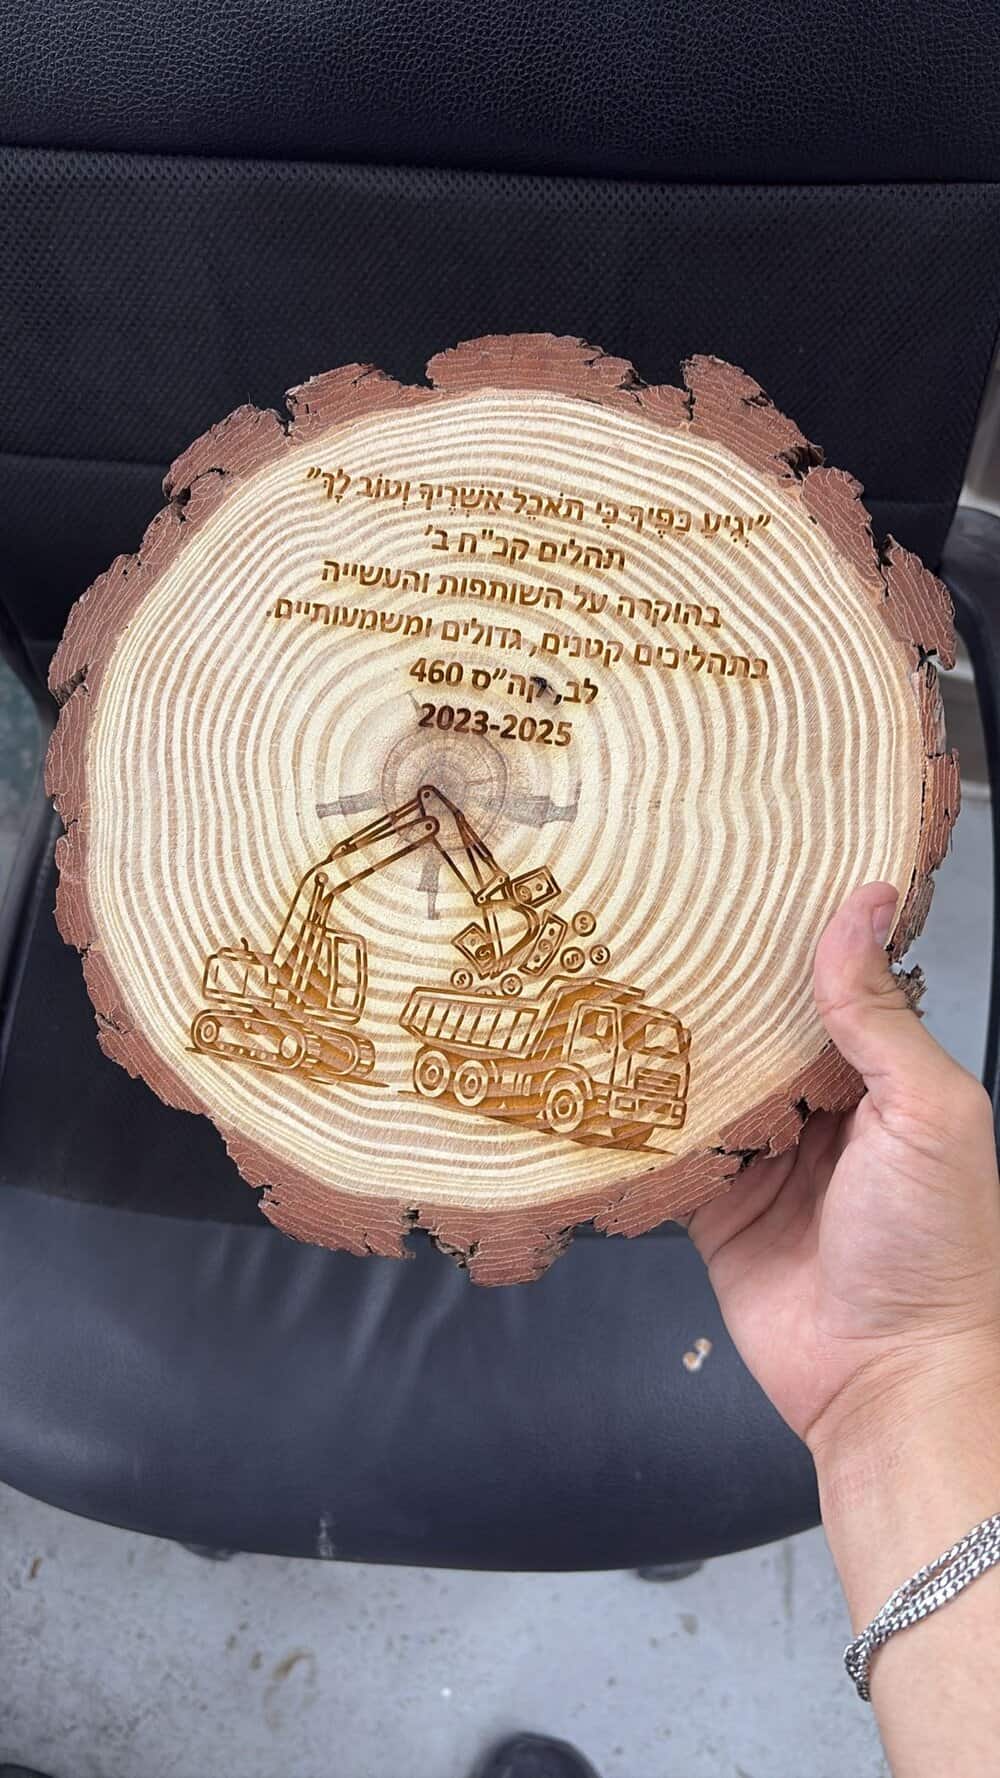 "יְגִיעַ כַּפֶּיךָ כִּי תֹאכֵל אַשְׁרֶיךָ וְטוֹב לָךְ"
תהלים קכ"ח ב'
בהוקרה על השותפות והעשייה
בתהליכים קטנים, גדולים ומשמעותיים.
לב, קה"ס 460
2023-2025